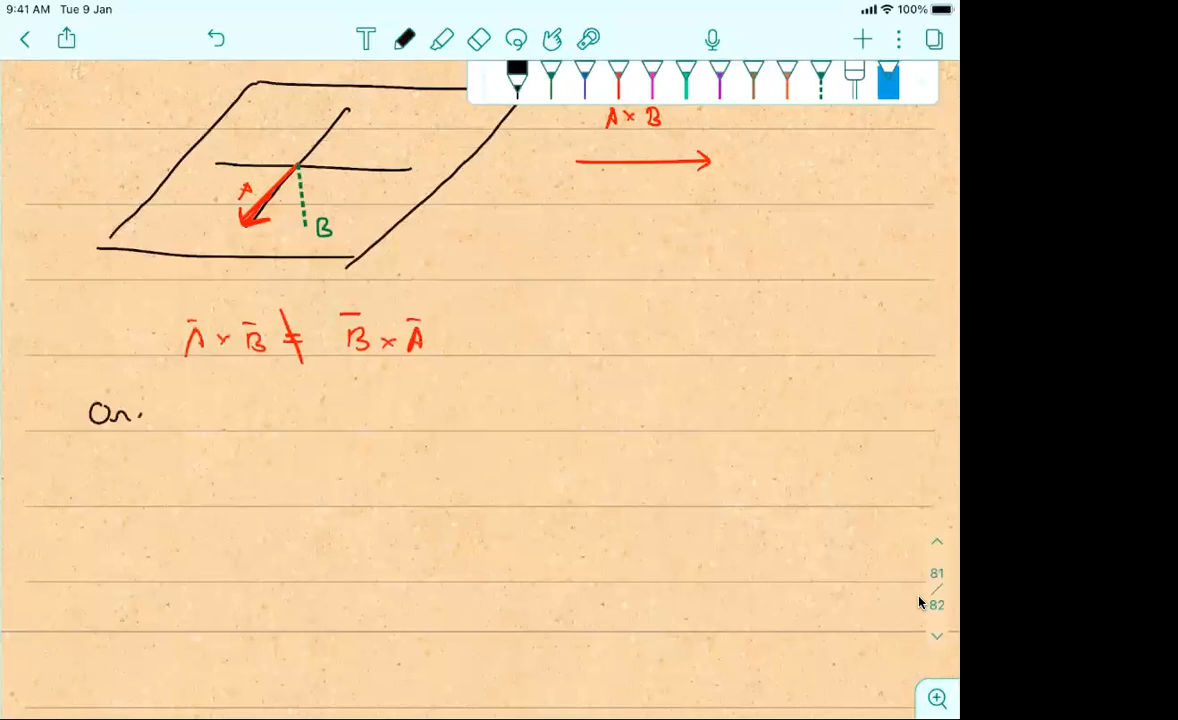 9:41 AM Tue 9 Jan
100%
A × B
A
B
Ā × B̄ ≠ B̄ × Ā
On.
81
82